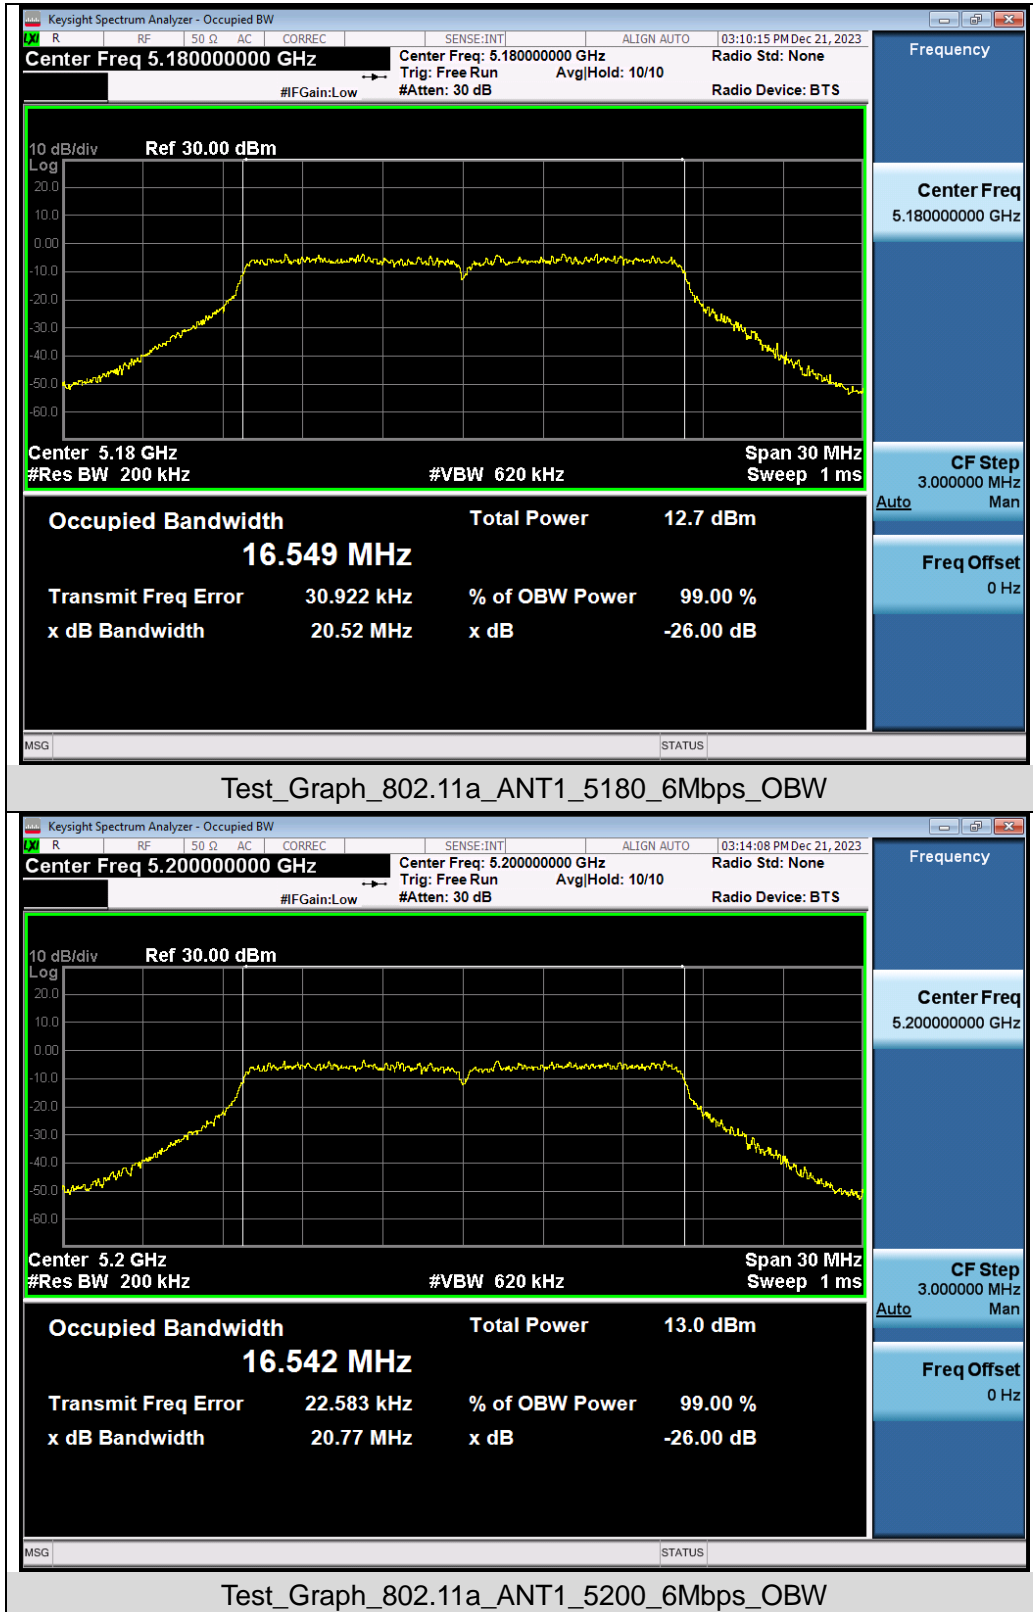 Keysight Spectrum Analyzer - Occupied BW
LXI R RF 50 Ω AC CORREC SENSE:INT ALIGN AUTO 03:10:15 PM Dec 21, 2023
Center Freq 5.180000000 GHz
Center Freq: 5.180000000 GHz Radio Std: None
Trig: Free Run Avg|Hold: 10/10
#IFGain:Low #Atten: 30 dB Radio Device: BTS
Frequency
10 dB/div Ref 30.00 dBm
Log
20.0
10.0
0.00
-10.0
-20.0
-30.0
-40.0
-50.0
-60.0
Center 5.18 GHz Span 30 MHz
#Res BW 200 kHz #VBW 620 kHz Sweep 1 ms
Center Freq
5.180000000 GHz
CF Step
3.000000 MHz
Auto Man
Freq Offset
0 Hz
Occupied Bandwidth Total Power 12.7 dBm
16.549 MHz
Transmit Freq Error 30.922 kHz % of OBW Power 99.00 %
x dB Bandwidth 20.52 MHz x dB -26.00 dB
MSG STATUS
Test_Graph_802.11a_ANT1_5180_6Mbps_OBW
Keysight Spectrum Analyzer - Occupied BW
LXI R RF 50 Ω AC CORREC SENSE:INT ALIGN AUTO 03:14:08 PM Dec 21, 2023
Center Freq 5.200000000 GHz
Center Freq: 5.200000000 GHz Radio Std: None
Trig: Free Run Avg|Hold: 10/10
#IFGain:Low #Atten: 30 dB Radio Device: BTS
Frequency
10 dB/div Ref 30.00 dBm
Log
20.0
10.0
0.00
-10.0
-20.0
-30.0
-40.0
-50.0
-60.0
Center 5.2 GHz Span 30 MHz
#Res BW 200 kHz #VBW 620 kHz Sweep 1 ms
Center Freq
5.200000000 GHz
CF Step
3.000000 MHz
Auto Man
Freq Offset
0 Hz
Occupied Bandwidth Total Power 13.0 dBm
16.542 MHz
Transmit Freq Error 22.583 kHz % of OBW Power 99.00 %
x dB Bandwidth 20.77 MHz x dB -26.00 dB
MSG STATUS
Test_Graph_802.11a_ANT1_5200_6Mbps_OBW